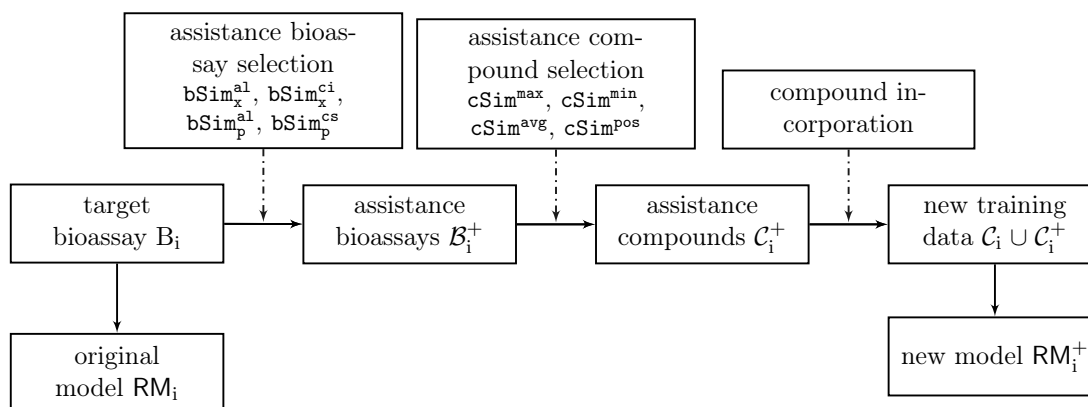 assistance bioas-
say selection
bSim_x^al, bSim_x^ci,
bSim_p^al, bSim_p^cs
assistance com-
pound selection
cSim^max, cSim^min,
cSim^avg, cSim^pos
compound in-
corporation
target
bioassay B_i
assistance
bioassays ℬ_i^+
assistance
compounds 𝒞_i^+
new training
data 𝒞_i ∪ 𝒞_i^+
original
model RM_i
new model RM_i^+